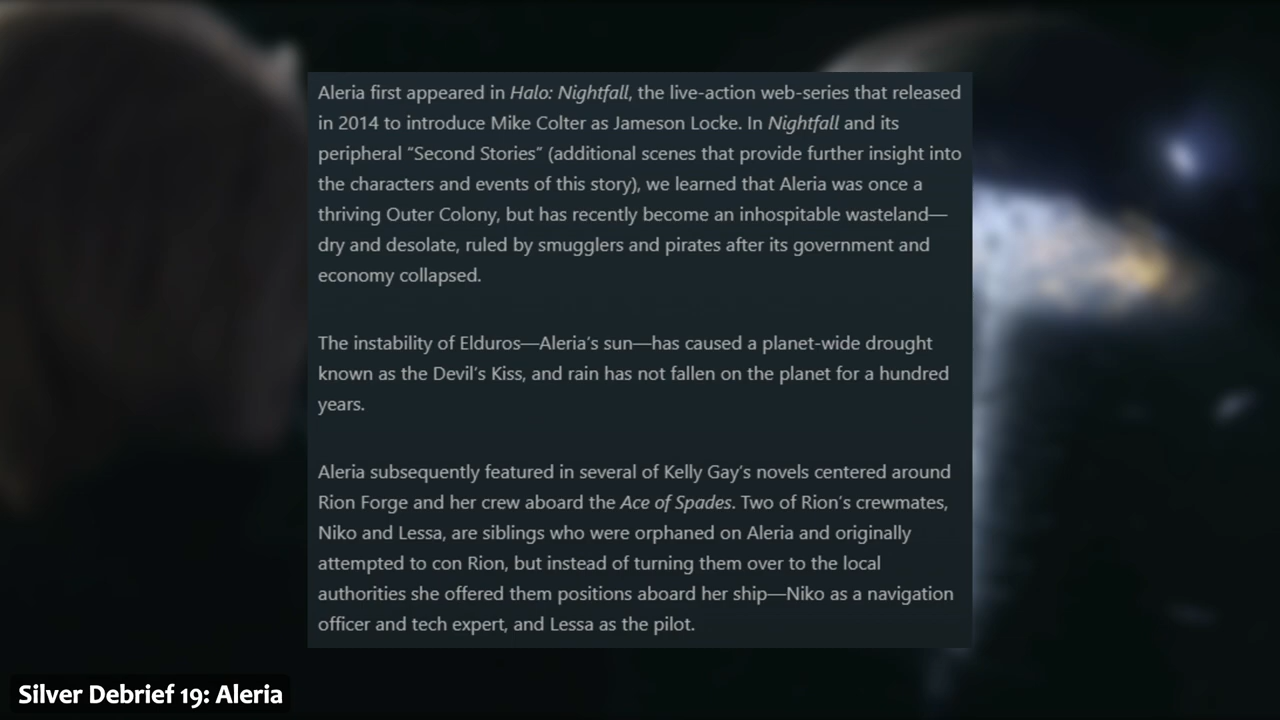 Aleria first appeared in Halo: Nightfall, the live-action web-series that released
in 2014 to introduce Mike Colter as Jameson Locke. In Nightfall and its
peripheral “Second Stories” (additional scenes that provide further insight into
the characters and events of this story), we learned that Aleria was once a
thriving Outer Colony, but has recently become an inhospitable wasteland—
dry and desolate, ruled by smugglers and pirates after its government and
economy collapsed.
The instability of Elduros—Aleria’s sun—has caused a planet-wide drought
known as the Devil’s Kiss, and rain has not fallen on the planet for a hundred
years.
Aleria subsequently featured in several of Kelly Gay’s novels centered around
Rion Forge and her crew aboard the Ace of Spades. Two of Rion’s crewmates,
Niko and Lessa, are siblings who were orphaned on Aleria and originally
attempted to con Rion, but instead of turning them over to the local
authorities she offered them positions aboard her ship—Niko as a navigation
officer and tech expert, and Lessa as the pilot.
Silver Debrief 19: Aleria